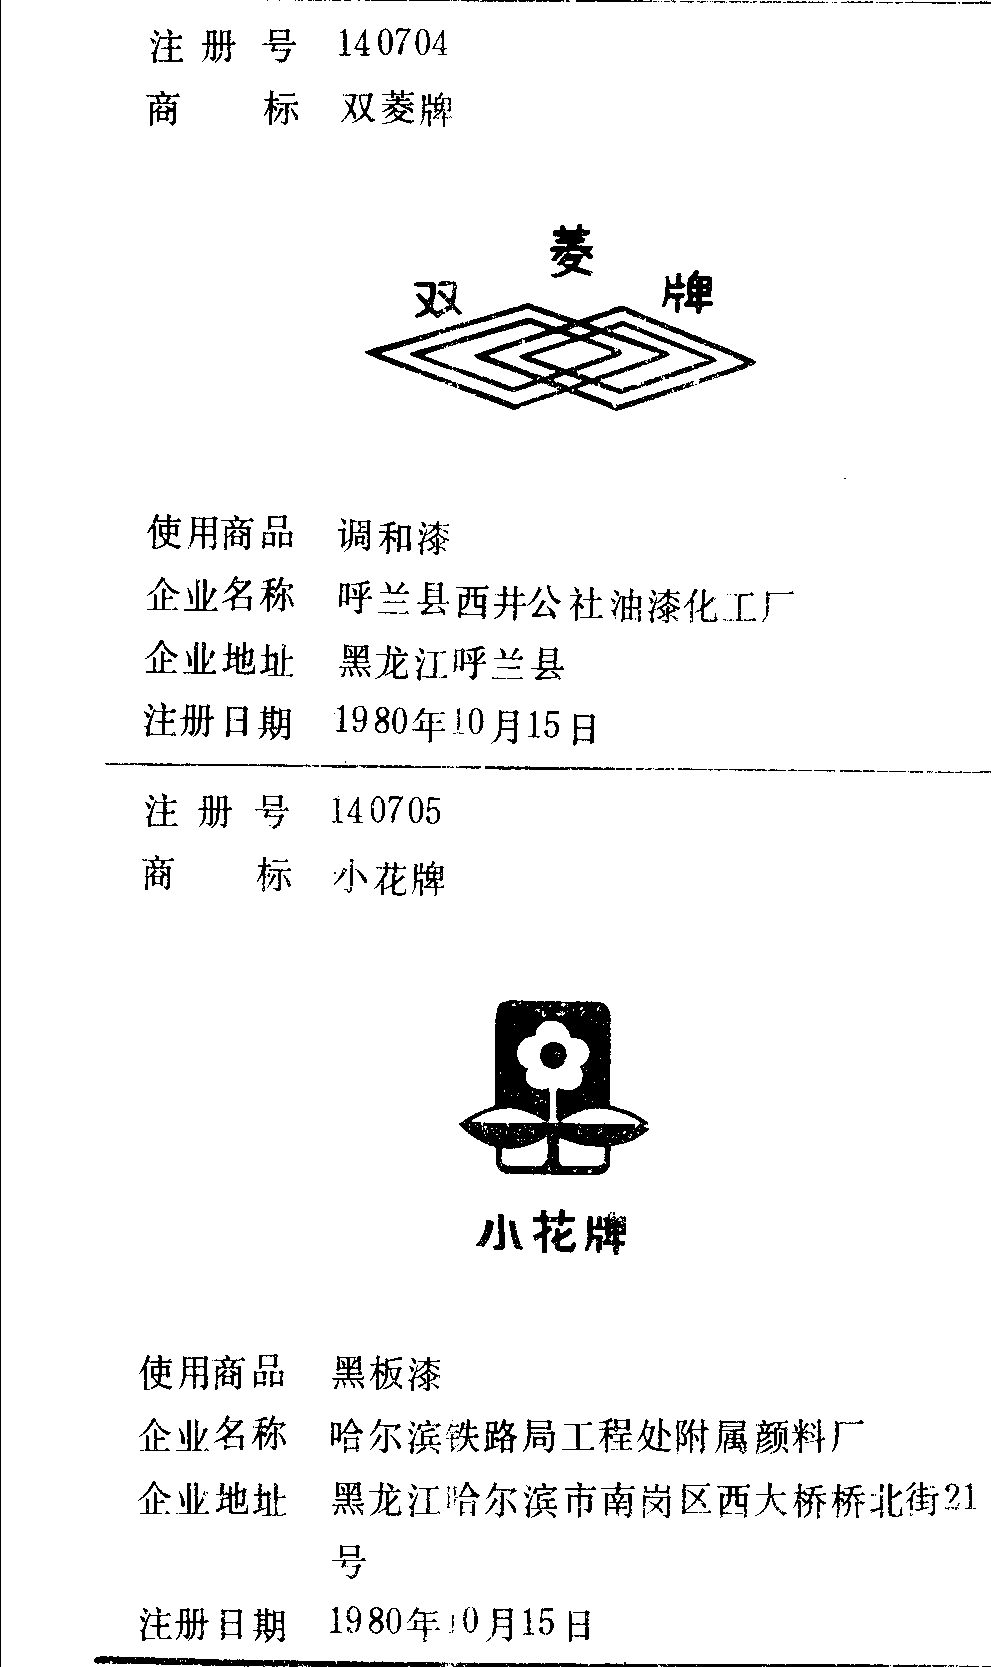 注册号 140704
商标 双菱牌
双菱牌
使用商品 调和漆
企业名称 呼兰县西井公社油漆化工厂
企业地址 黑龙江呼兰县
注册日期 1980年10月15日
注册号 140705
商标 小花牌
小花牌
使用商品 黑板漆
企业名称 哈尔滨铁路局工程处附属颜料厂
企业地址 黑龙江哈尔滨市南岗区西大桥桥北街21
号
注册日期 1980年10月15日